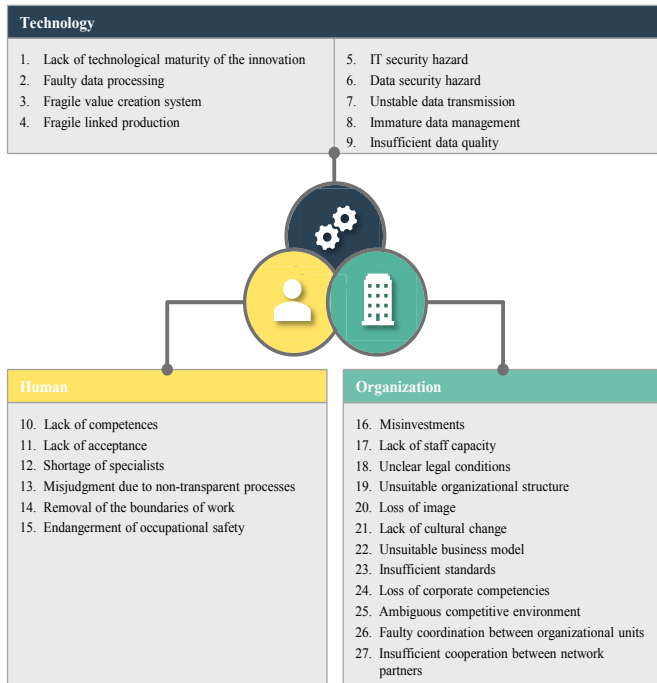 Technology
1. Lack of technological maturity of the innovation
2. Faulty data processing
3. Fragile value creation system
4. Fragile linked production
5. IT security hazard
6. Data security hazard
7. Unstable data transmission
8. Immature data management
9. Insufficient data quality
Human
10. Lack of competences
11. Lack of acceptance
12. Shortage of specialists
13. Misjudgment due to non-transparent processes
14. Removal of the boundaries of work
15. Endangerment of occupational safety
Organization
16. Misinvestments
17. Lack of staff capacity
18. Unclear legal conditions
19. Unsuitable organizational structure
20. Loss of image
21. Lack of cultural change
22. Unsuitable business model
23. Insufficient standards
24. Loss of corporate competencies
25. Ambiguous competitive environment
26. Faulty coordination between organizational units
27. Insufficient cooperation between network
partners